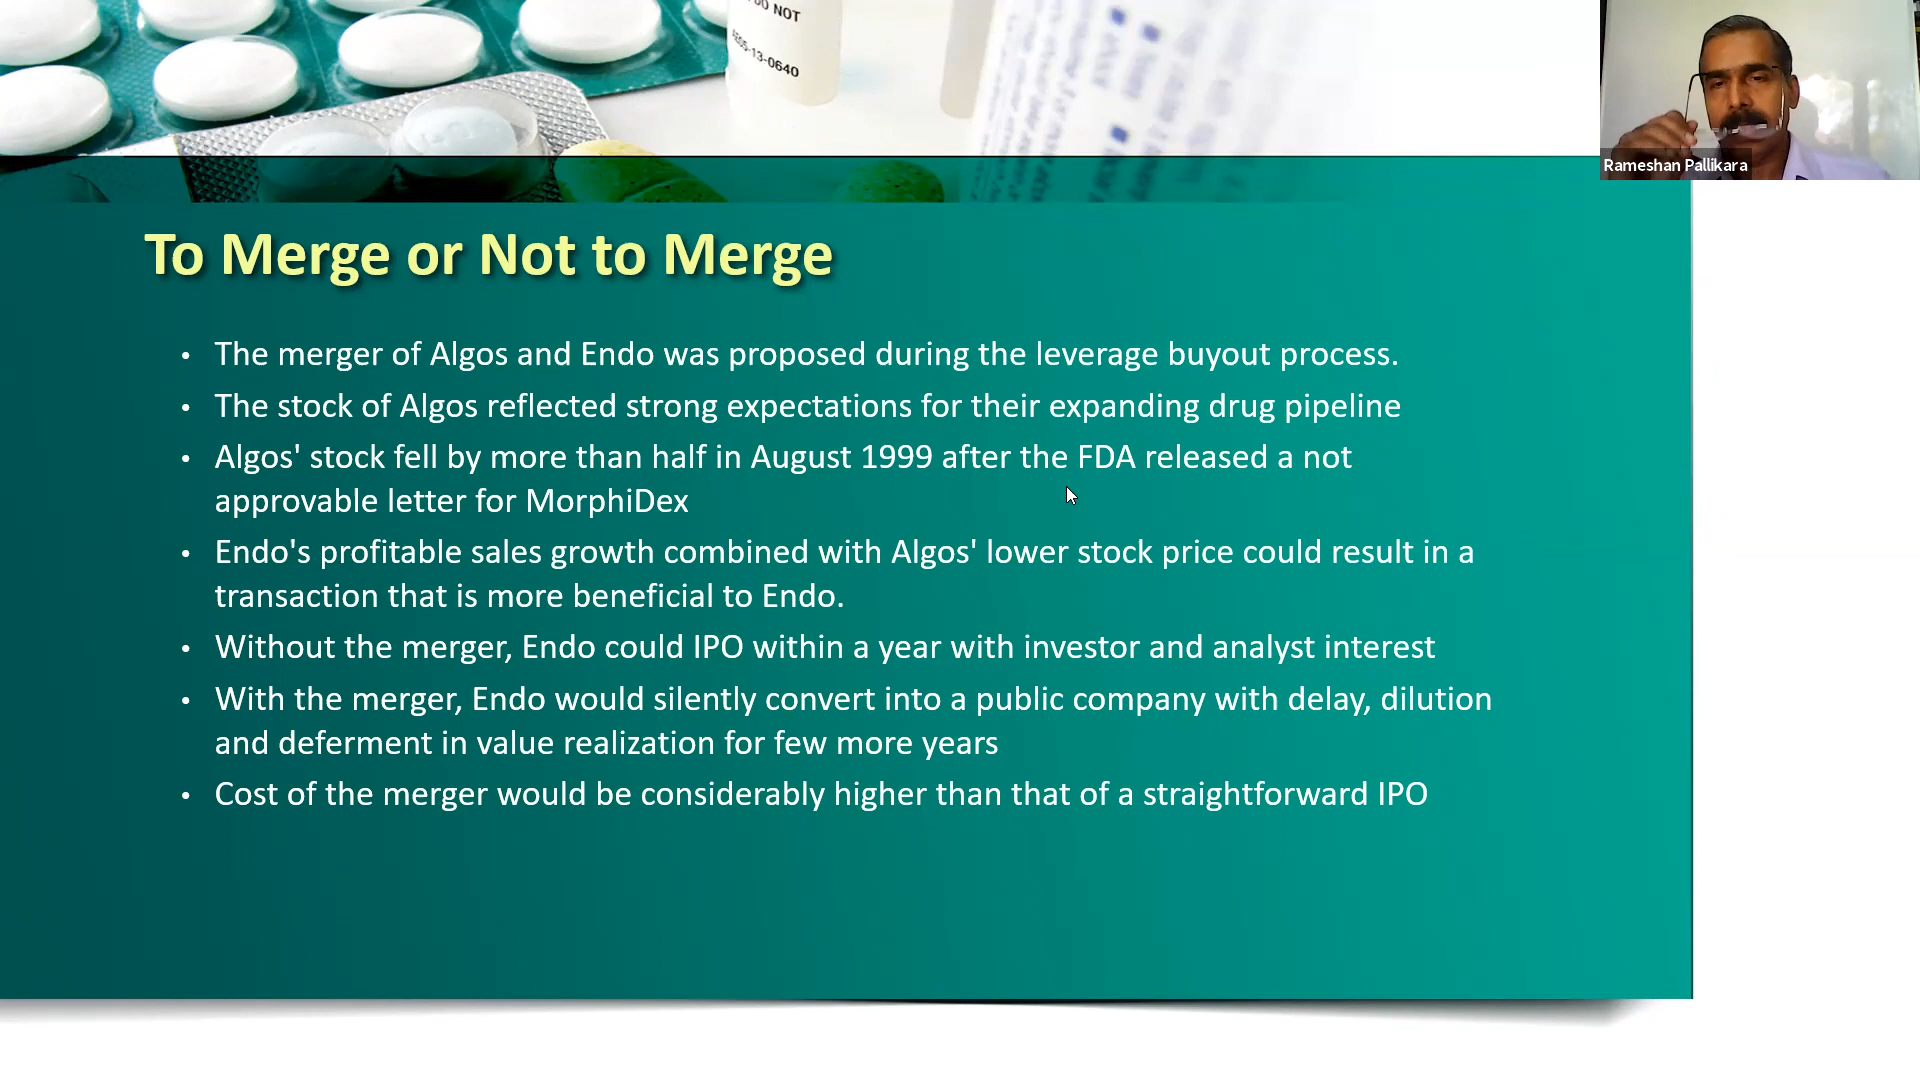 DO NOT
13-0640
Rameshan Pallikara
To Merge or Not to Merge
• The merger of Algos and Endo was proposed during the leverage buyout process.
• The stock of Algos reflected strong expectations for their expanding drug pipeline
• Algos' stock fell by more than half in August 1999 after the FDA released a not
approvable letter for MorphiDex
• Endo's profitable sales growth combined with Algos' lower stock price could result in a
transaction that is more beneficial to Endo.
• Without the merger, Endo could IPO within a year with investor and analyst interest
• With the merger, Endo would silently convert into a public company with delay, dilution
and deferment in value realization for few more years
• Cost of the merger would be considerably higher than that of a straightforward IPO